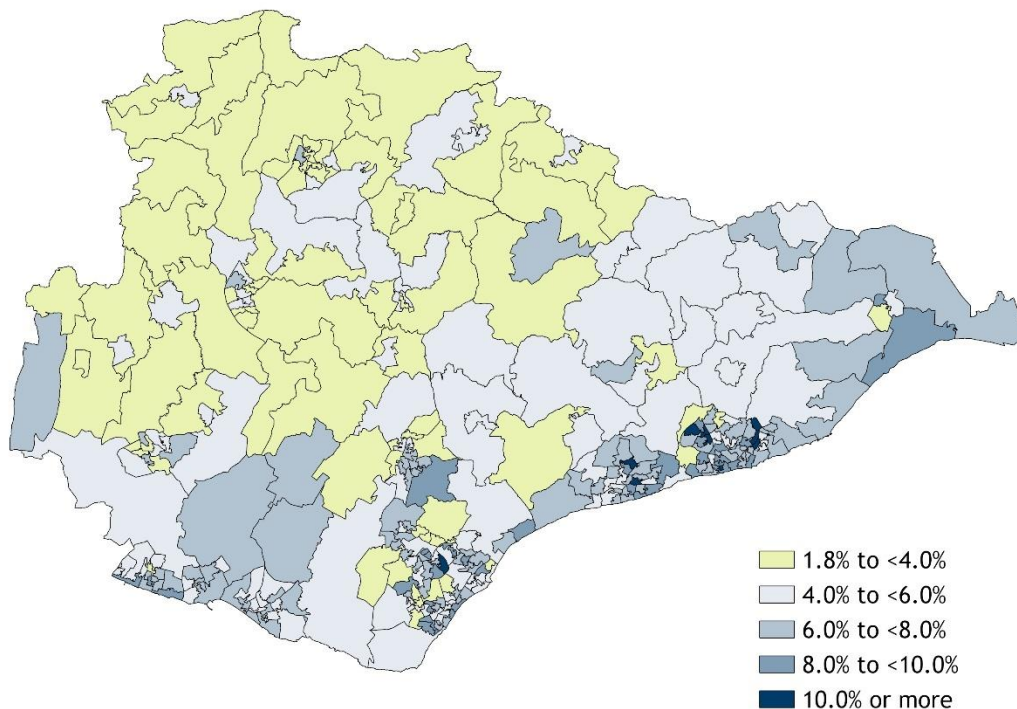 1.8% to <4.0%
4.0% to <6.0%
6.0% to <8.0%
8.0% to <10.0%
10.0% or more